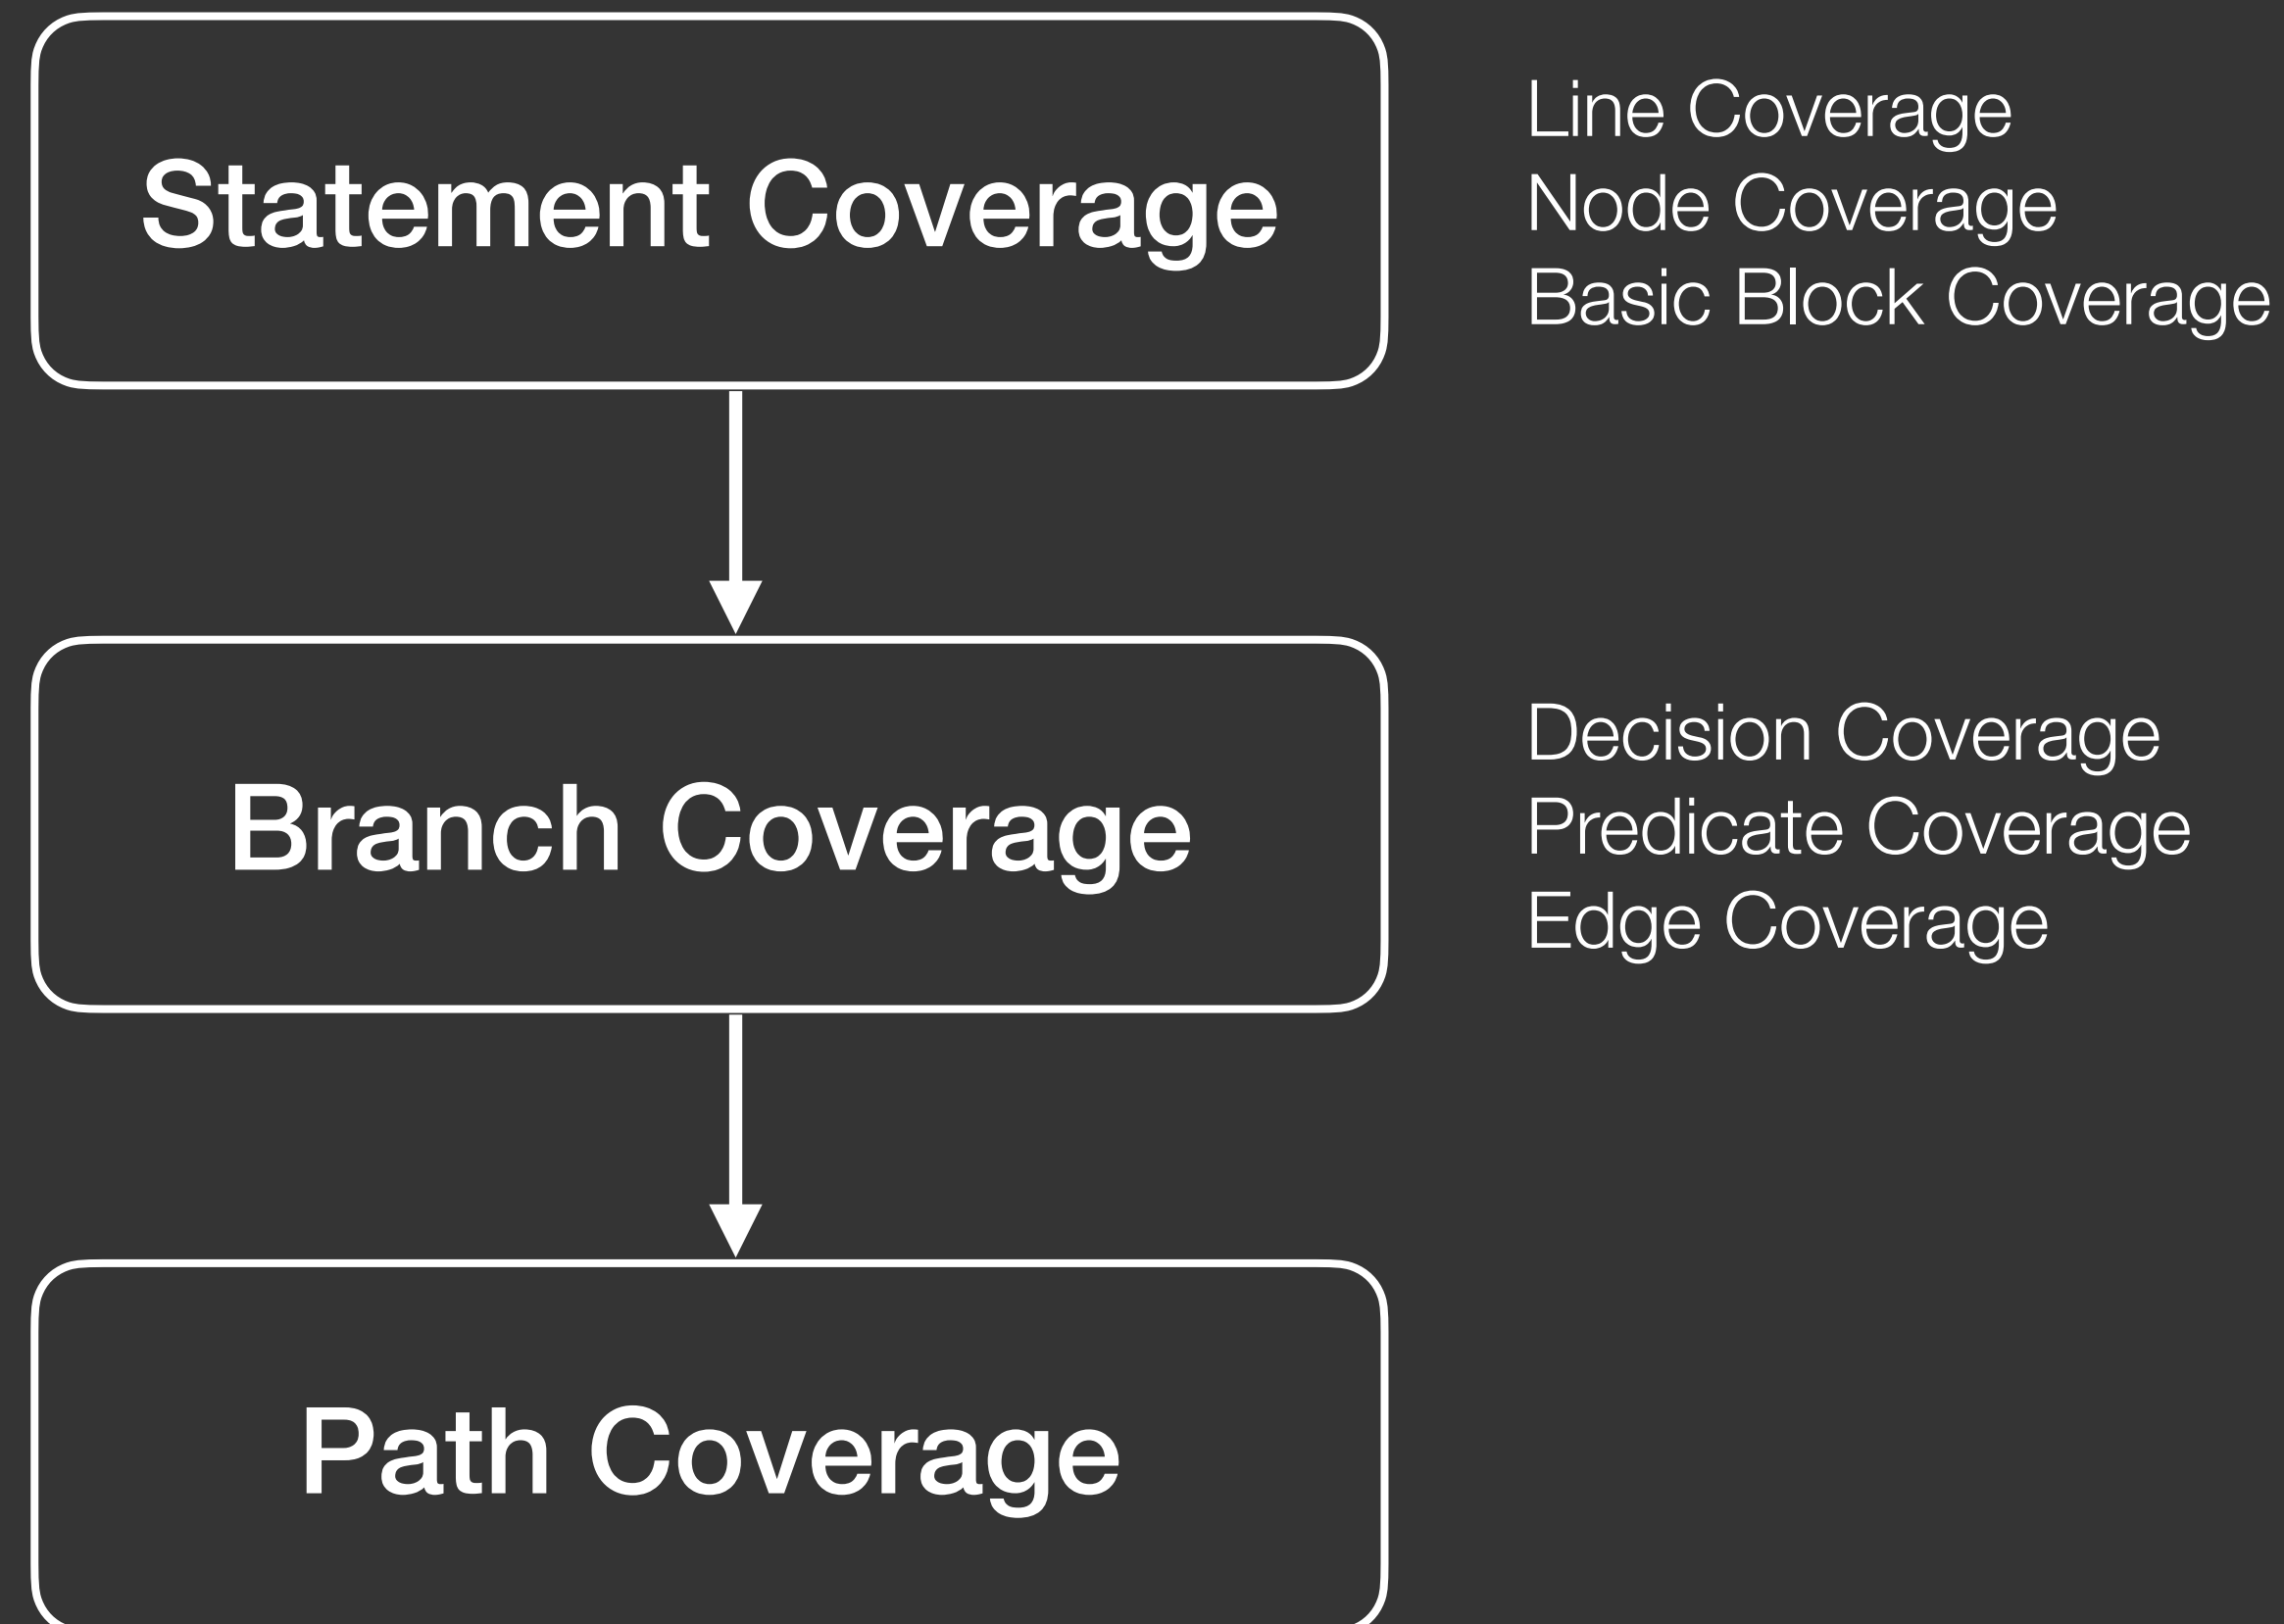 Statement Coverage
Line Coverage
Node Coverage
Basic Block Coverage
Branch Coverage
Decision Coverage
Predicate Coverage
Edge Coverage
Path Coverage